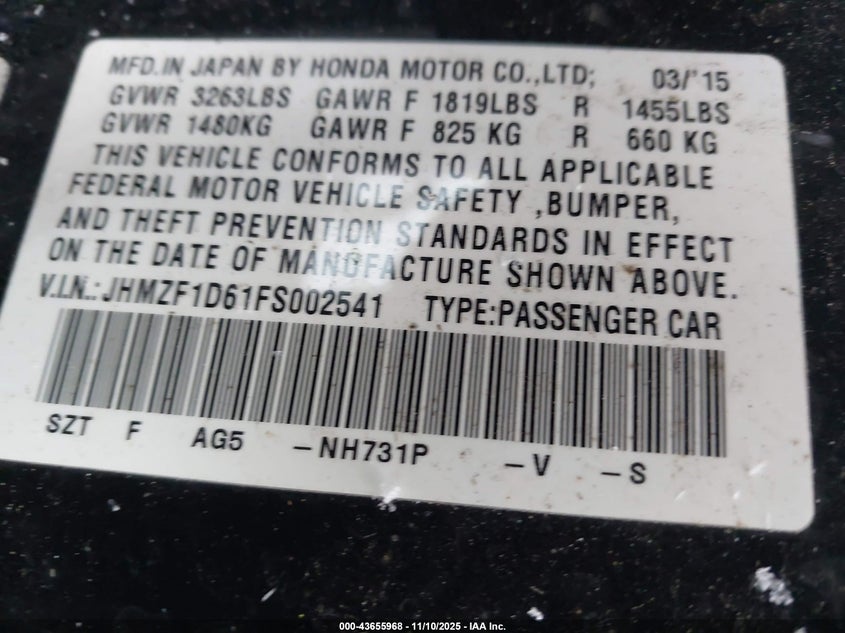 MFD. IN JAPAN BY HONDA MOTOR CO.,LTD; 03/'15
GVWR 3263LBS GAWR F 1819LBS R 1455LBS
GVWR 1480KG GAWR F 825 KG R 660 KG
THIS VEHICLE CONFORMS TO ALL APPLICABLE
FEDERAL MOTOR VEHICLE SAFETY ,BUMPER,
AND THEFT PREVENTION STANDARDS IN EFFECT
ON THE DATE OF MANUFACTURE SHOWN ABOVE.
V.I.N.: JHMZF1D61FS002541 TYPE:PASSENGER CAR
SZT F AG5 -NH731P -V -S
000-43655968 - 11/10/2025 - IAA Inc.